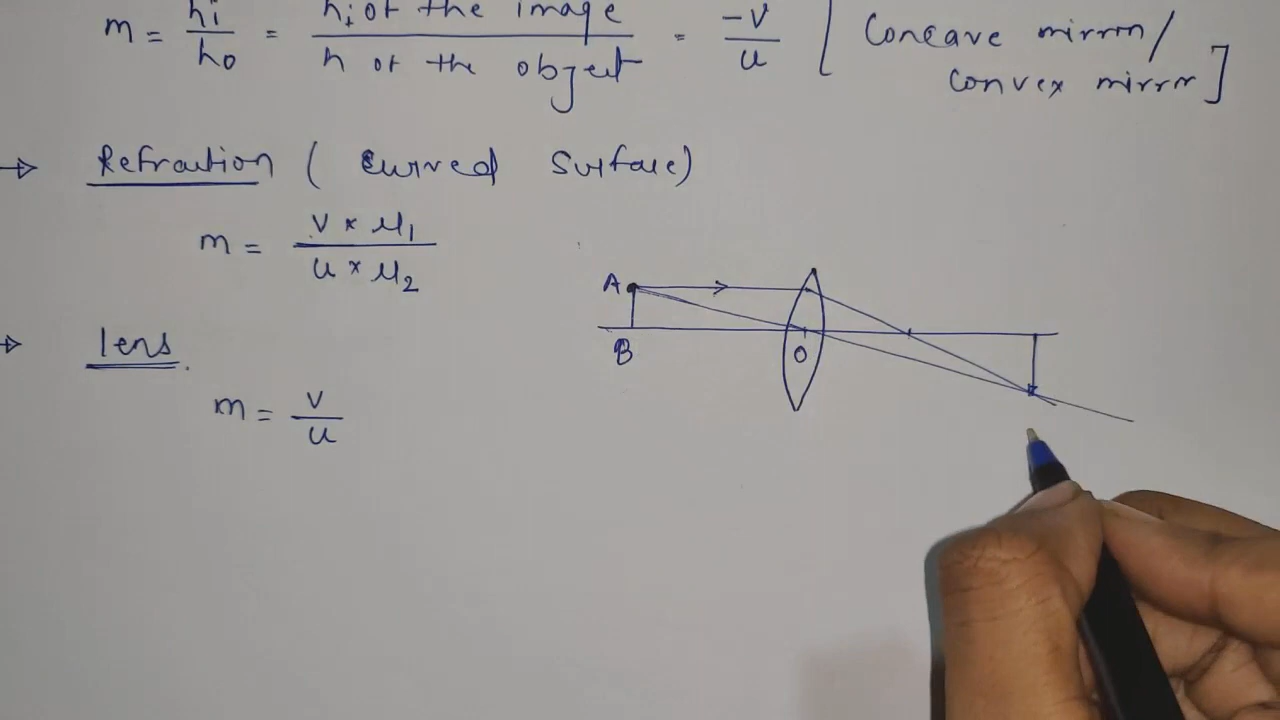 m = hi/ho = h; of the image / h of the object = -v/u [ Concave mirror/
Convex mirror ]
→ Refraction ( curved surface)
m = v × μ1 / u × μ2
→ lens.
m = v/u
A
B
O